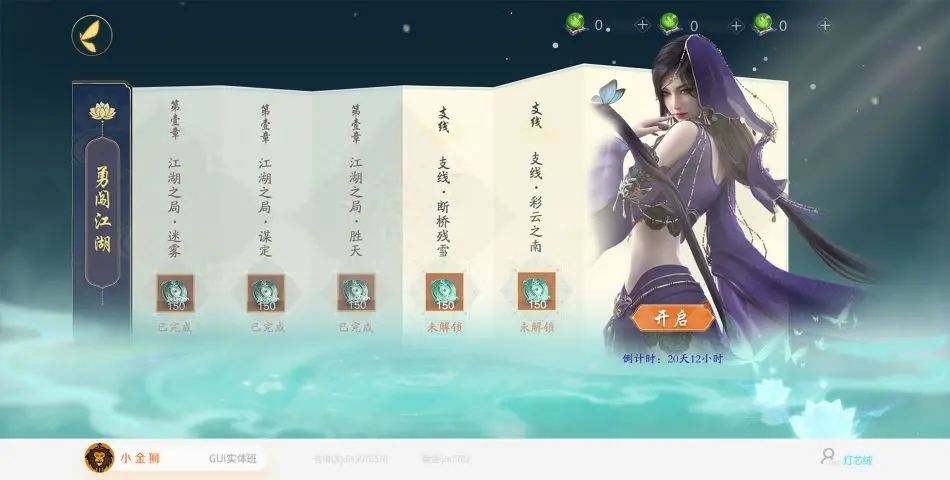 0
0
0
勇闯江湖
第壹章
江湖之局·迷雾
150
已完成
第壹章
江湖之局·谋定
150
已完成
第壹章
江湖之局·胜天
150
已完成
支线
支线·断桥残雪
150
未解锁
支线
支线·彩云之南
150
未解锁
开启
倒计时：20天12小时
小金狮
GUI实体班
灯芯绒